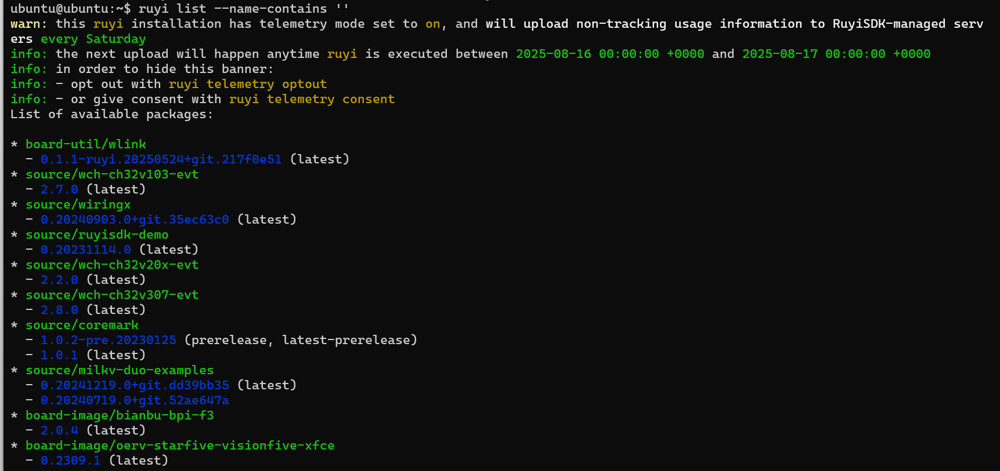 ubuntu@ubuntu:~$ ruyi list --name-contains ''
warn: this ruyi installation has telemetry mode set to on, and will upload non-tracking usage information to RuyiSDK-managed serv
ers every Saturday
info: the next upload will happen anytime ruyi is executed between 2025-08-16 00:00:00 +0000 and 2025-08-17 00:00:00 +0000
info: in order to hide this banner:
info: - opt out with ruyi telemetry optout
info: - or give consent with ruyi telemetry consent
List of available packages:

* board-util/wlink
  - 0.1.1-ruyi.20250524+git.217f0e51 (latest)
* source/wch-ch32v103-evt
  - 2.7.0 (latest)
* source/wiringx
  - 0.20240903.0+git.35ec63c0 (latest)
* source/ruyisdk-demo
  - 0.20231114.0 (latest)
* source/wch-ch32v20x-evt
  - 2.2.0 (latest)
* source/wch-ch32v307-evt
  - 2.8.0 (latest)
* source/coremark
  - 1.0.2-pre.20230125 (prerelease, latest-prerelease)
  - 1.0.1 (latest)
* source/milkv-duo-examples
  - 0.20241219.0+git.dd39bb35 (latest)
  - 0.20240719.0+git.52ae647a
* board-image/bianbu-bpi-f3
  - 2.0.4 (latest)
* board-image/oerv-starfive-visionfive-xfce
  - 0.2309.1 (latest)